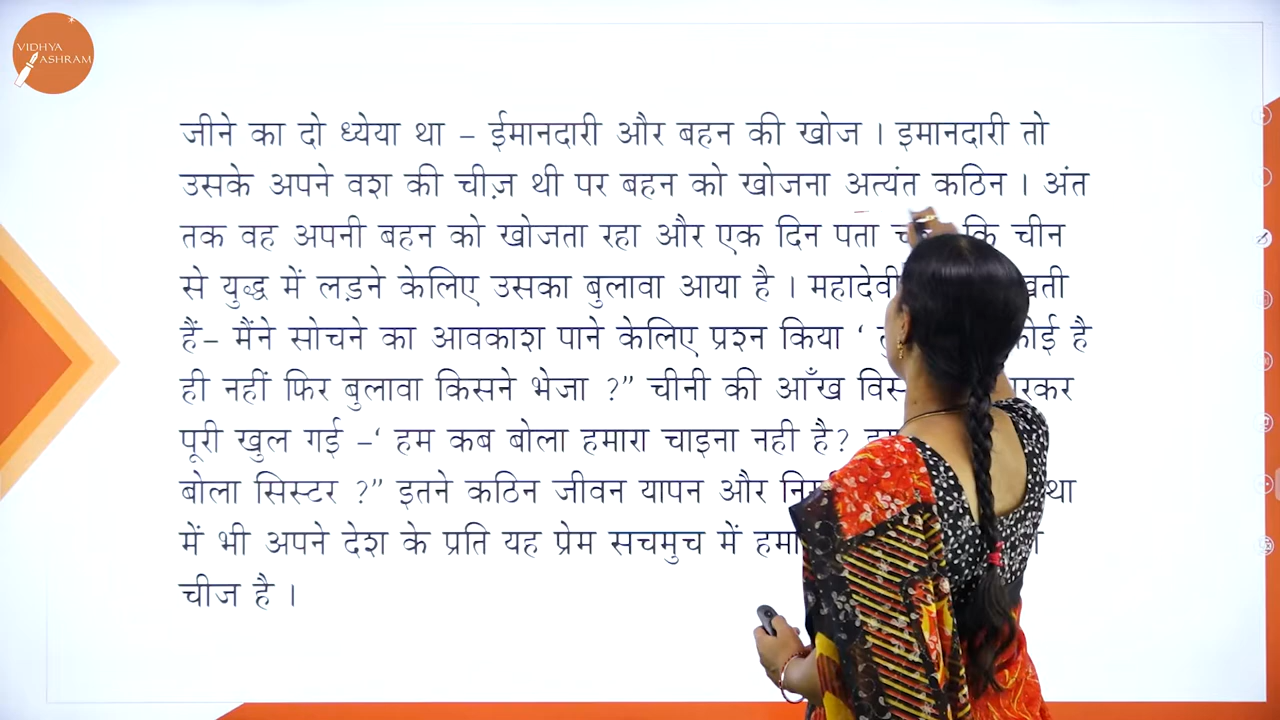 VIDHYA
ASHRAM
जीने का दो ध्येया था – ईमानदारी और बहन की खोज । इमानदारी तो
उसके अपने वश की चीज़ थी पर बहन को खोजना अत्यंत कठिन । अंत
तक वह अपनी बहन को खोजता रहा और एक दिन पता कि चीन
से युद्ध में लड़ने केलिए उसका बुलावा आया है । महादेवी
हैं– मैंने सोचने का आवकाश पाने केलिए प्रश्न किया ‘ कोई है
ही नहीं फिर बुलावा किसने भेजा ?” चीनी की आँख
पूरी खुल गई –‘ हम कब बोला हमारा चाइना नही है?
बोला सिस्टर ?” इतने कठिन जीवन यापन और
में भी अपने देश के प्रति यह प्रेम सचमुच में
चीज है ।